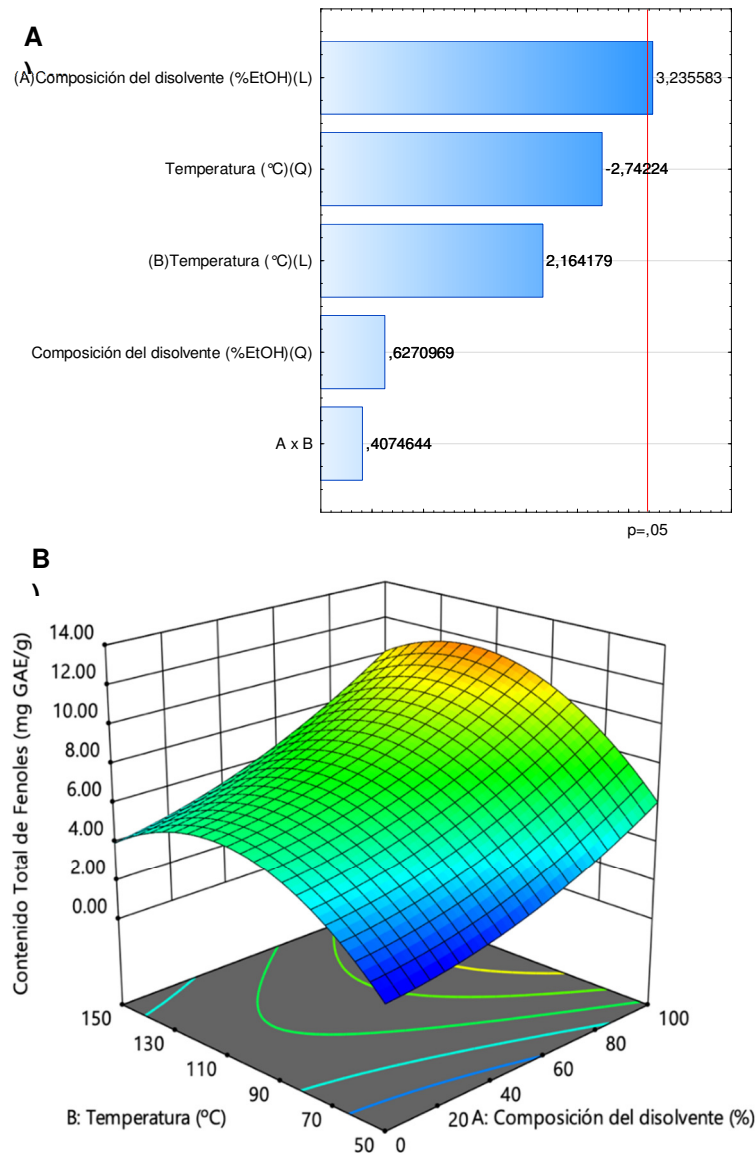 A
)
(A)Composición del disolvente (%EtOH)(L)
3,235583
Temperatura (°C)(Q)
-2,74224
(B)Temperatura (°C)(L)
2,164179
Composición del disolvente (%EtOH)(Q)
,6270969
A x B
,4074644
p=,05
B
)
Contenido Total de Fenoles (mg GAE/g)
14.00
12.00
10.00
8.00
6.00
4.00
2.00
0.00
150
130
110
90
70
50
B: Temperatura (°C)
0
20
40
60
80
100
A: Composición del disolvente (%)